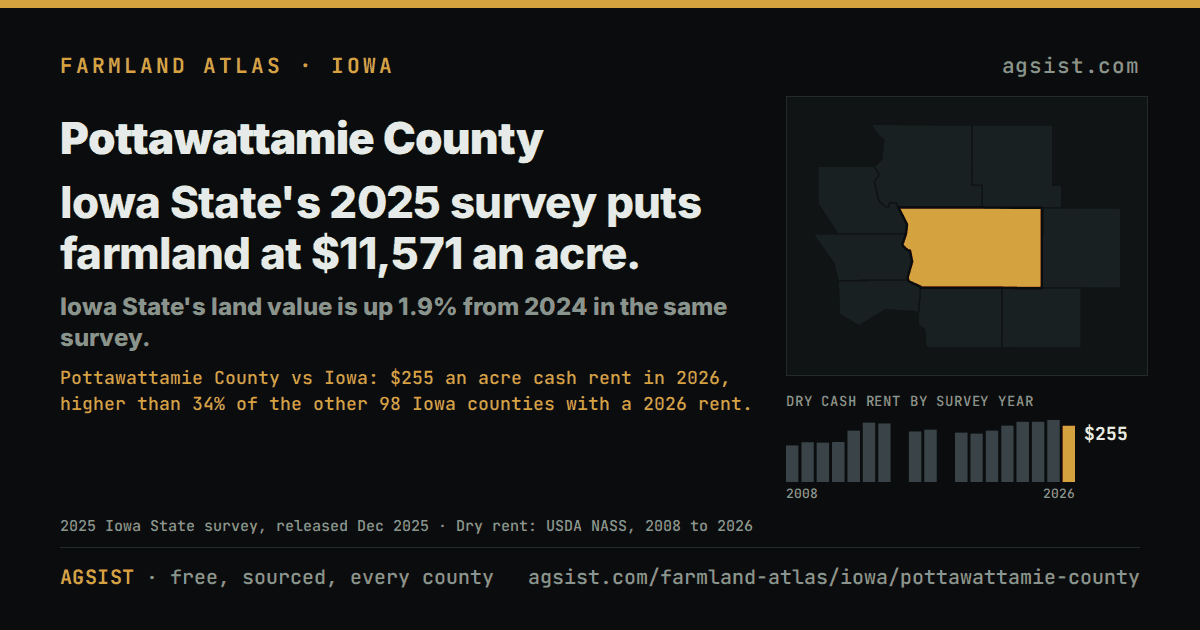 FARMLAND ATLAS · IOWA
agsist.com
Pottawattamie County
Iowa State's 2025 survey puts
farmland at $11,571 an acre.
Iowa State's land value is up 1.9% from 2024 in the same
survey.
Pottawattamie County vs Iowa: $255 an acre cash rent in 2026,
higher than 34% of the other 98 Iowa counties with a 2026 rent.
DRY CASH RENT BY SURVEY YEAR
$255
2008 2026
2025 Iowa State survey, released Dec 2025 · Dry rent: USDA NASS, 2008 to 2026
AGSIST · free, sourced, every county
agsist.com/farmland-atlas/iowa/pottawattamie-county